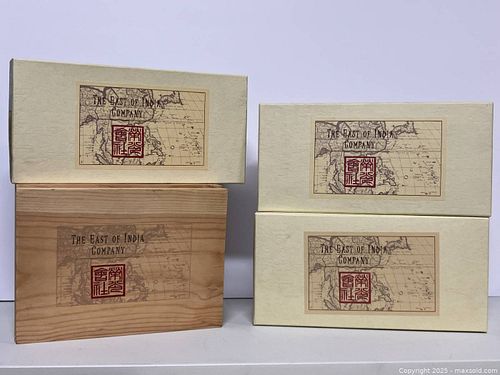 THE EAST OF INDIA
COMPANY
THE EAST OF INDIA
COMPANY
THE EAST OF INDIA
COMPANY
THE EAST OF INDIA
COMPANY
Copyright 2025 - maxsold.com